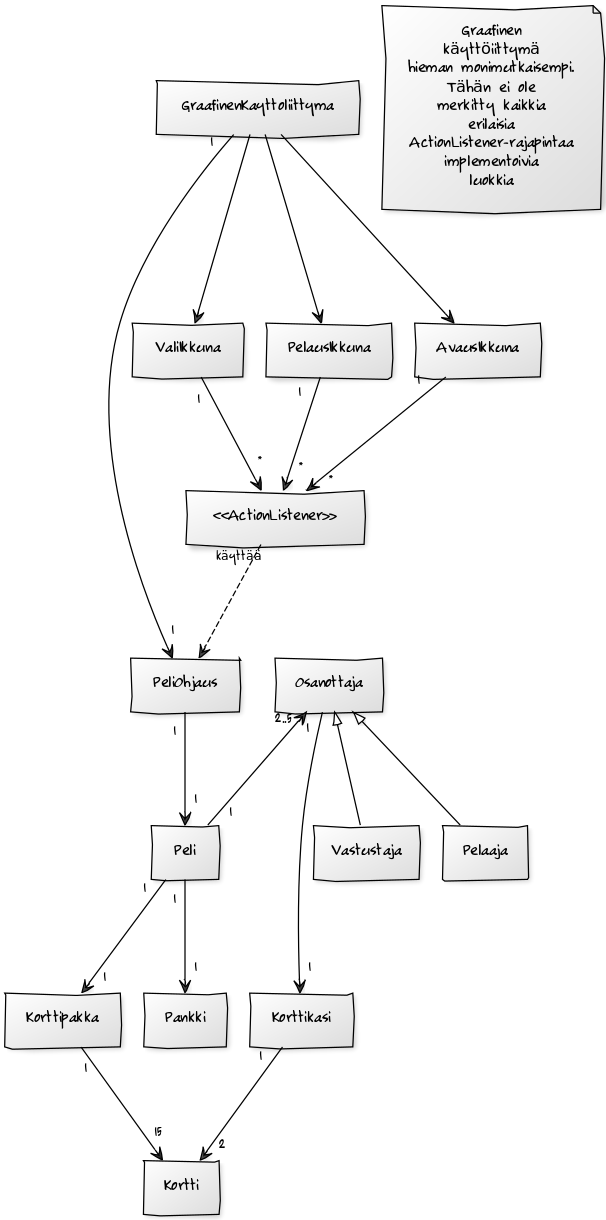 Graafinen
käyttöiittymä
hieman monimutkaisempi.
Tähän ei ole
merkitty kaikkia
erilaisia
ActionListener-rajapintaa
implementoivia
luokkia
GraafinenKayttoliittyma
1
ValiIkkuna
PelausIkkuna
AvausIkkuna
1
1
1
*
*
*
<<ActionListener>>
käyttää
1
PeliOhjaus
Osanottaja
1
2..5
1
1
1
Peli
Vastustaja
Pelaaja
1
1
1
1
1
Korttipakka
Pankki
Korttikasi
1
1
15
2
Kortti